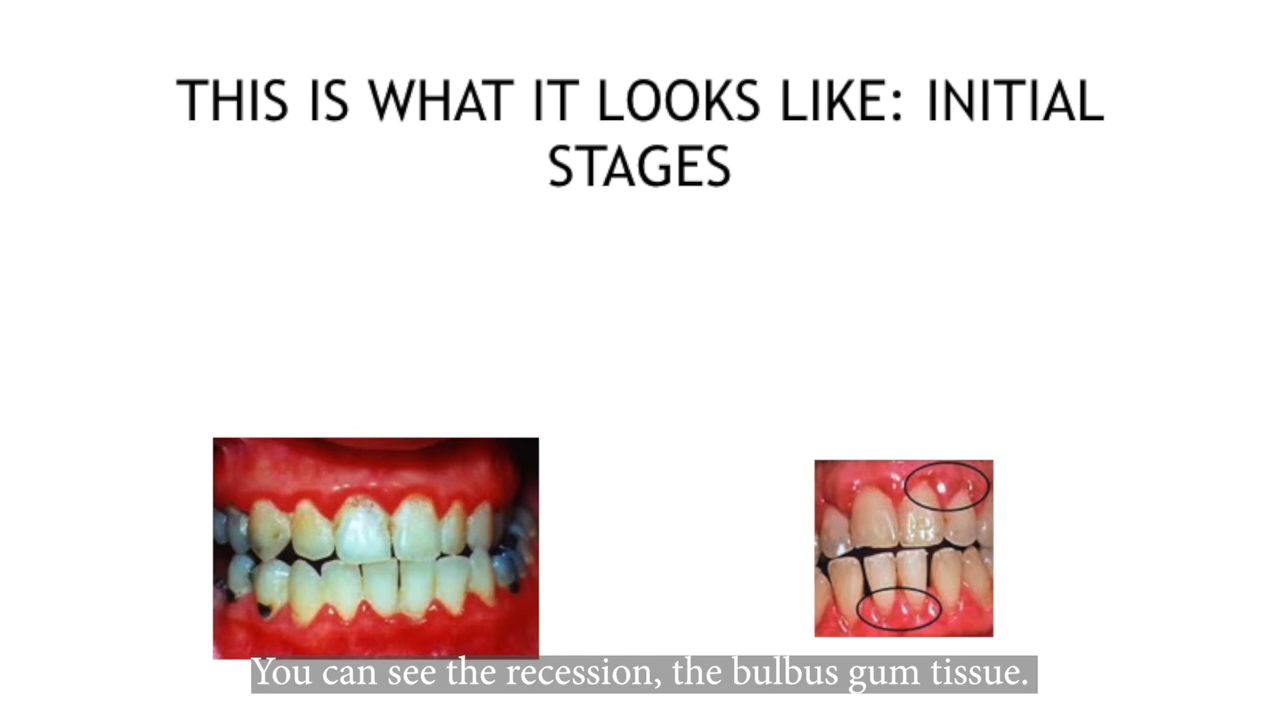 THIS IS WHAT IT LOOKS LIKE: INITIAL
STAGES
You can see the recession, the bulbus gum tissue.